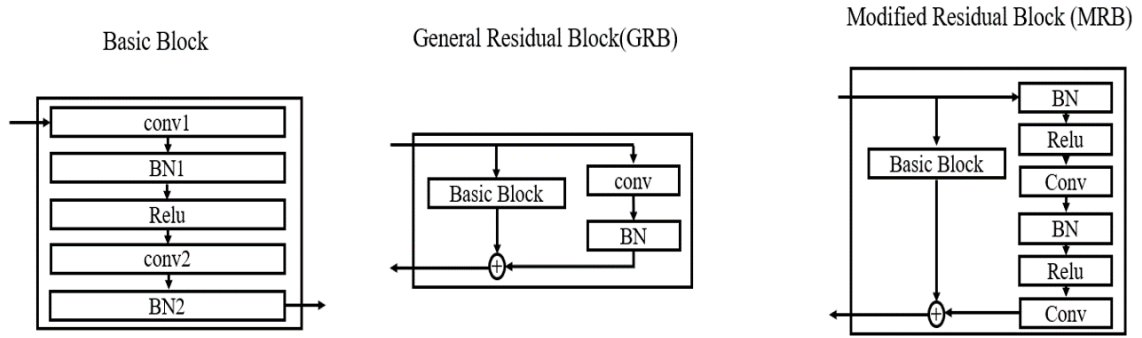 Basic Block
conv1
BN1
Relu
conv2
BN2
General Residual Block(GRB)
Basic Block
conv
BN
+
Modified Residual Block (MRB)
Basic Block
BN
Relu
Conv
BN
Relu
Conv
+